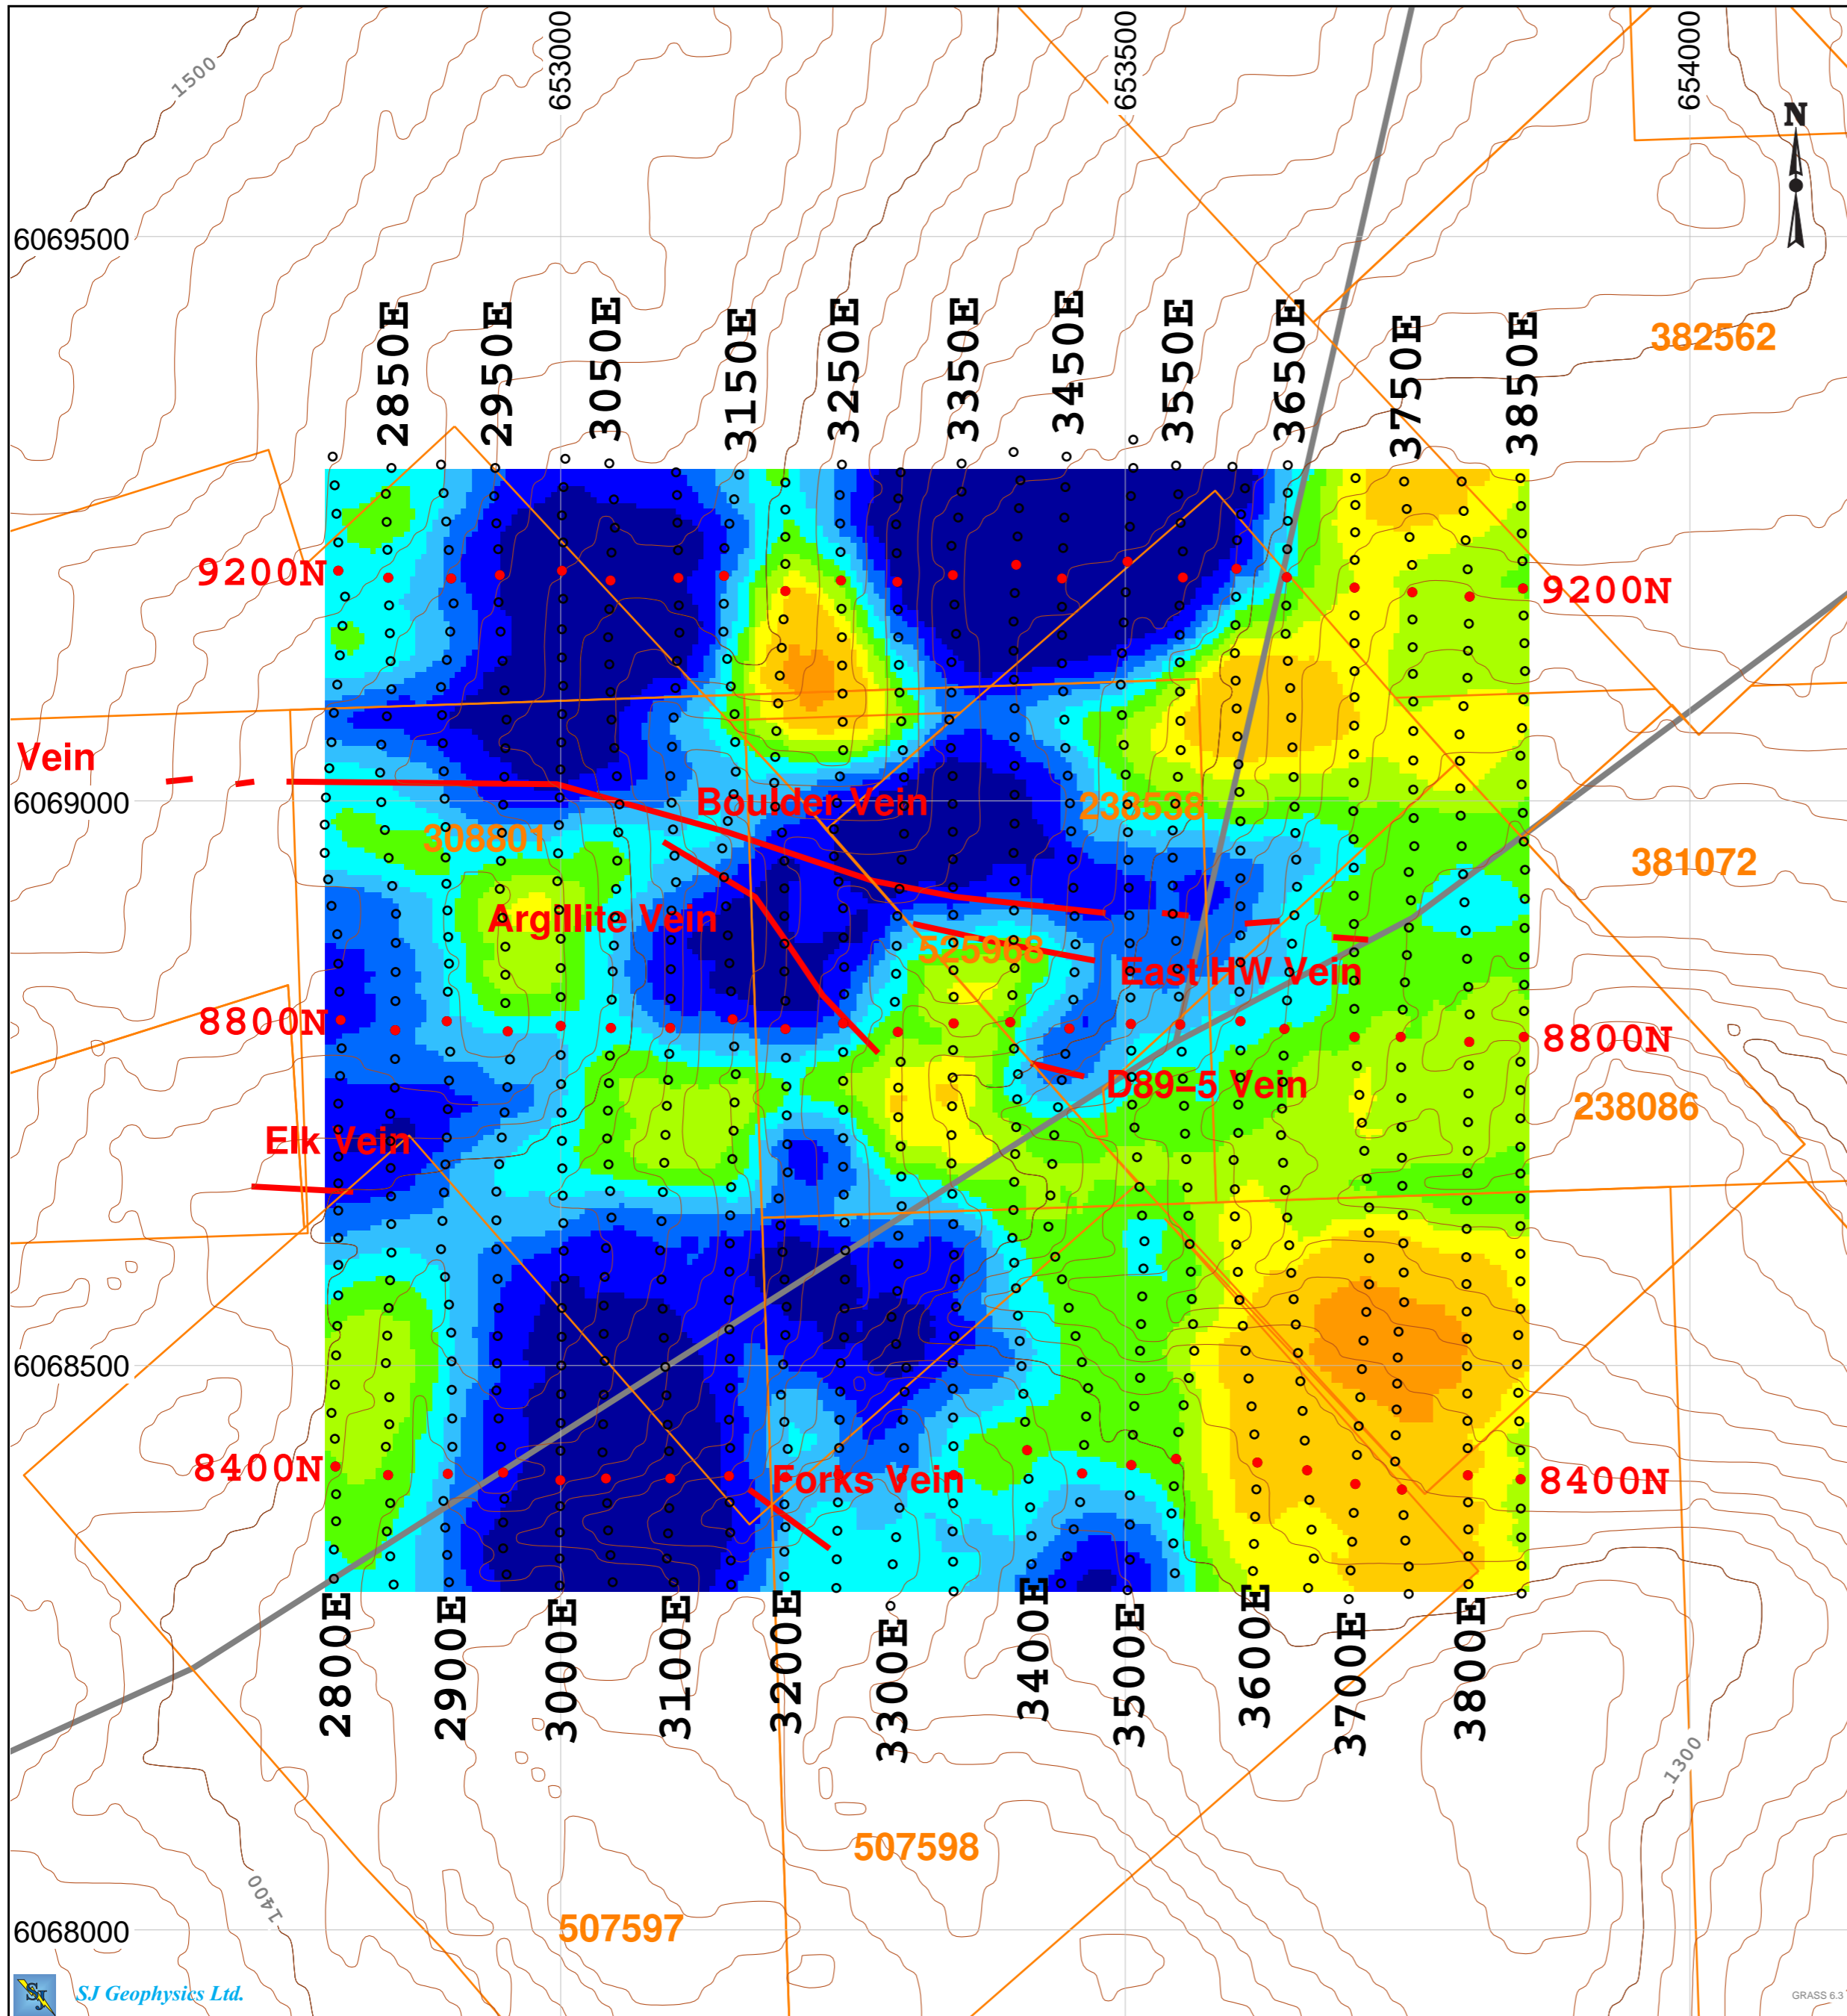 1500
653000
653500
654000
N
6069500
2850E
2950E
3050E
3150E
3250E
3350E
3450E
3550E
3650E
3750E
3850E
382562
9200N
9200N
Vein
6069000
Boulder Vein
238538
308801
381072
Argillite Vein
525968
East HW Vein
8800N
8800N
D89-5 Vein
238086
Elk Vein
6068500
8400N
Forks Vein
8400N
2800E
2900E
3000E
3100E
3200E
3300E
3400E
3500E
3600E
3700E
3800E
1300
507598
1400
507597
6068000
SJ
SJ Geophysics Ltd.
GRASS 6.3